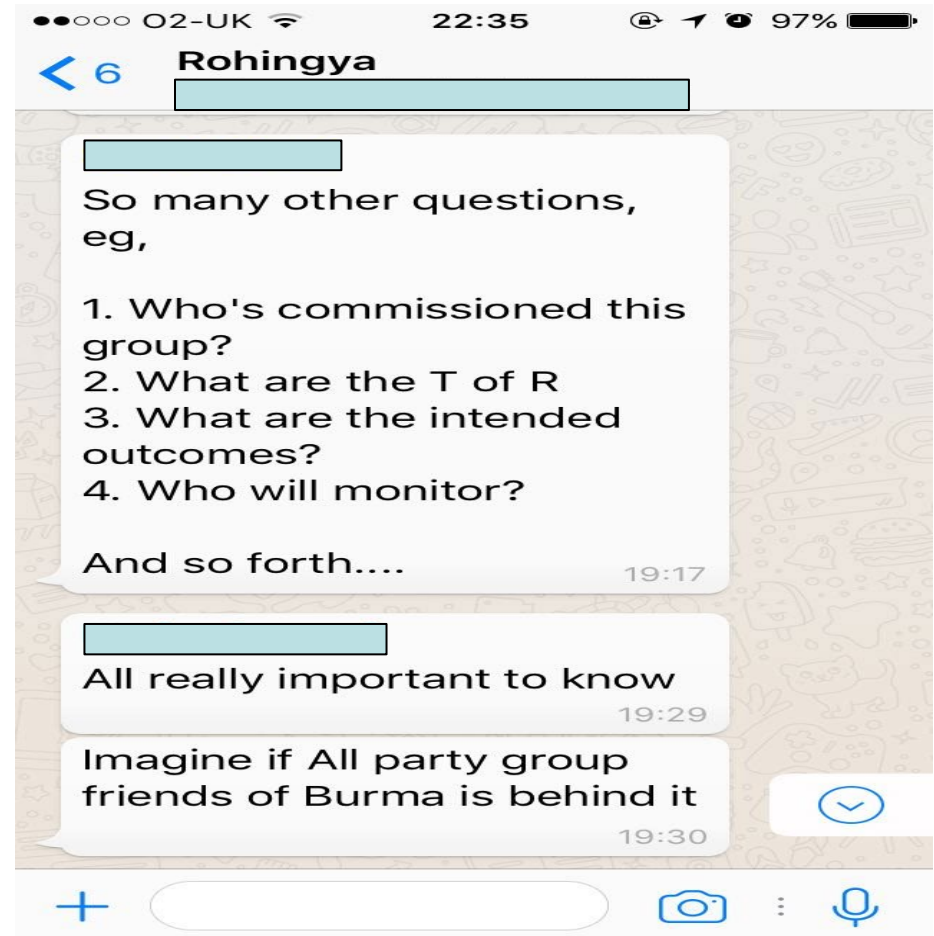 O2-UK 22:35 97%
6 Rohingya
So many other questions,
eg,
1. Who's commissioned this
group?
2. What are the T of R
3. What are the intended
outcomes?
4. Who will monitor?
And so forth....
19:17
All really important to know
19:29
Imagine if All party group
friends of Burma is behind it
19:30